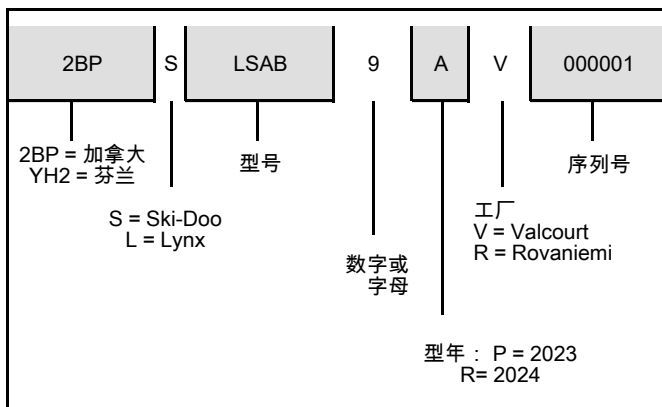 2BP S LSAB 9 A V 000001
2BP = 加拿大
YH2 = 芬兰
型号
序列号
S = Ski-Doo
L = Lynx
工厂
V = Valcourt
R = Rovaniemi
数字或
字母
型年： P = 2023
R= 2024